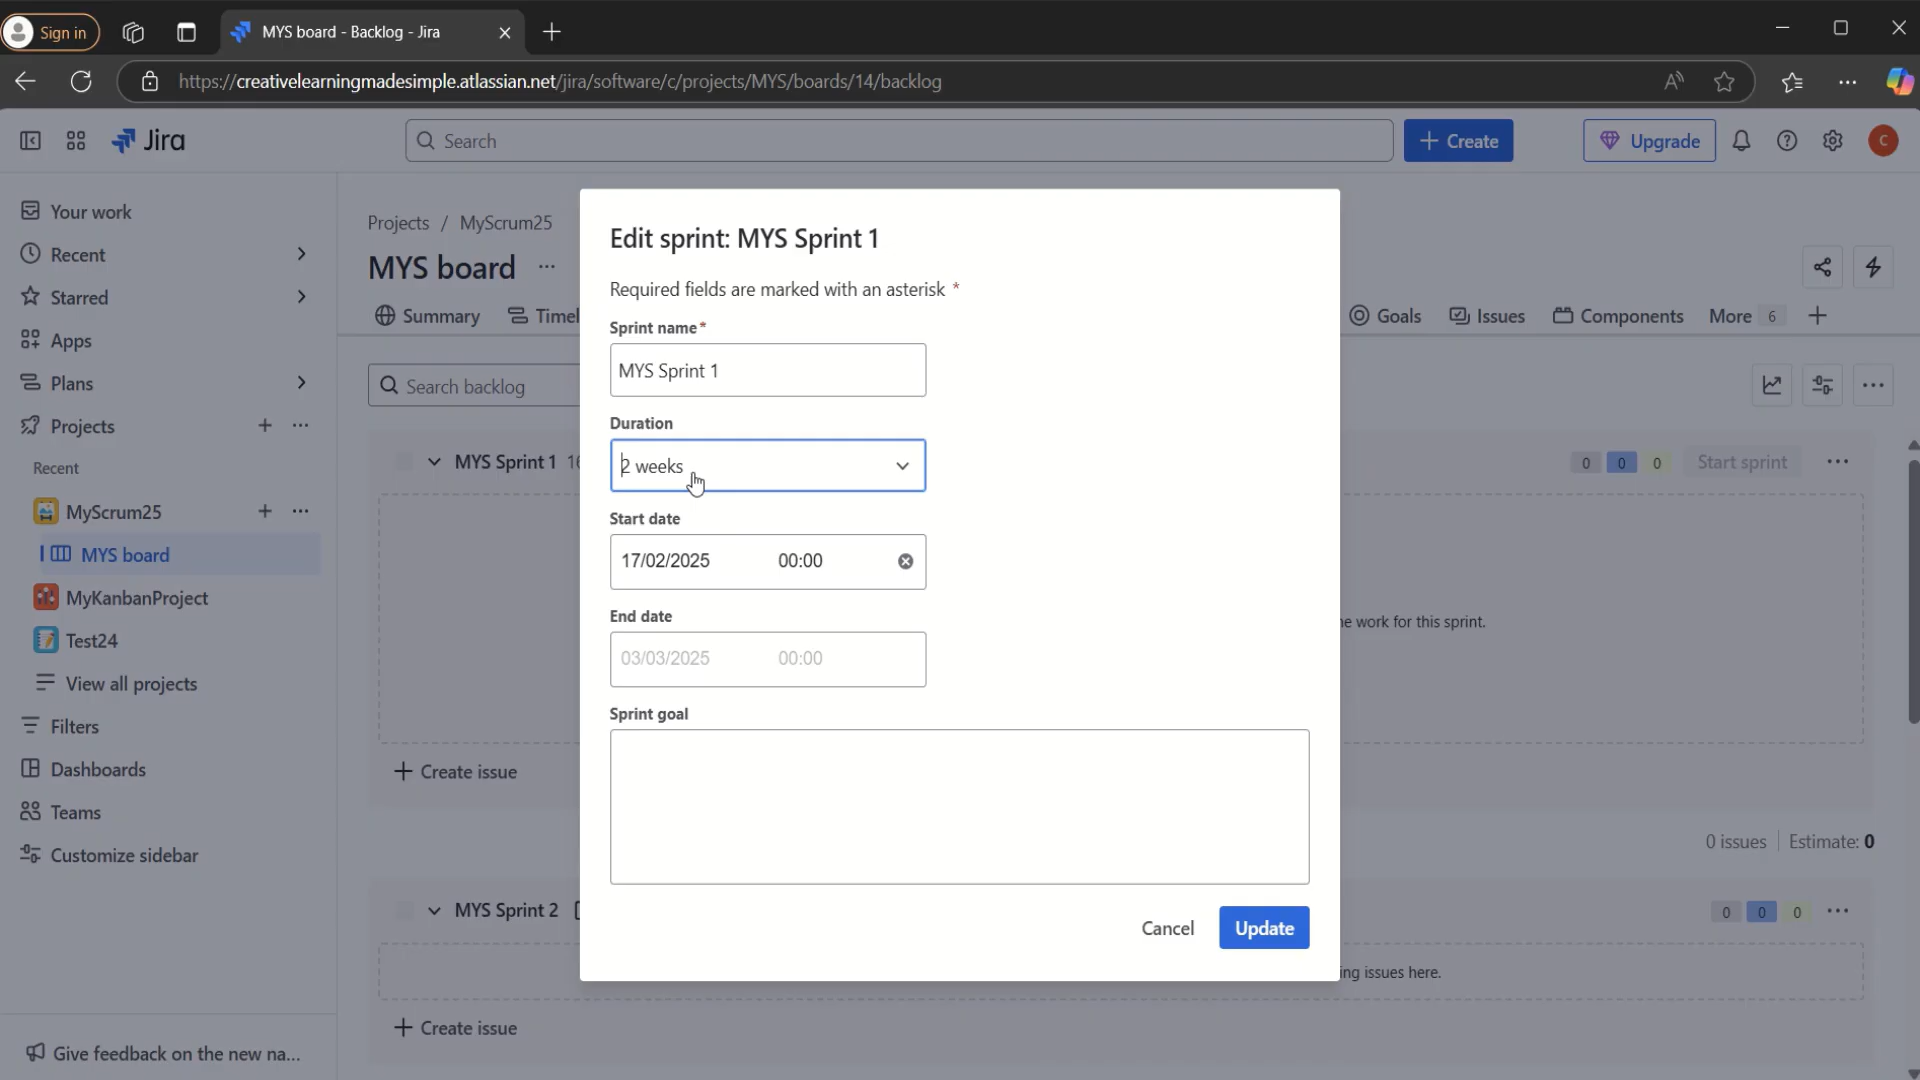 Sign in
MYS board - Backlog - Jira
https://creativelearningmadesimple.atlassian.net/jira/software/c/projects/MYS/boards/14/backlog
Jira
Search
Create
Upgrade
C
Your work
Recent
Starred
Apps
Plans
Projects
Recent
MyScrum25
MYS board
MyKanbanProject
Test24
View all projects
Filters
Dashboards
Teams
Customize sidebar
Give feedback on the new na...
Projects / MyScrum25
MYS board
Summary
Timel
Goals
Issues
Components
More 6
Search backlog
MYS Sprint 1 16
0 0 0 Start sprint
e work for this sprint.
Create issue
0 issues Estimate: 0
MYS Sprint 2
0 0 0
ing issues here.
Create issue
Edit sprint: MYS Sprint 1
Required fields are marked with an asterisk *
Sprint name*
MYS Sprint 1
Duration
2 weeks
Start date
17/02/2025 00:00
End date
03/03/2025 00:00
Sprint goal
Cancel
Update